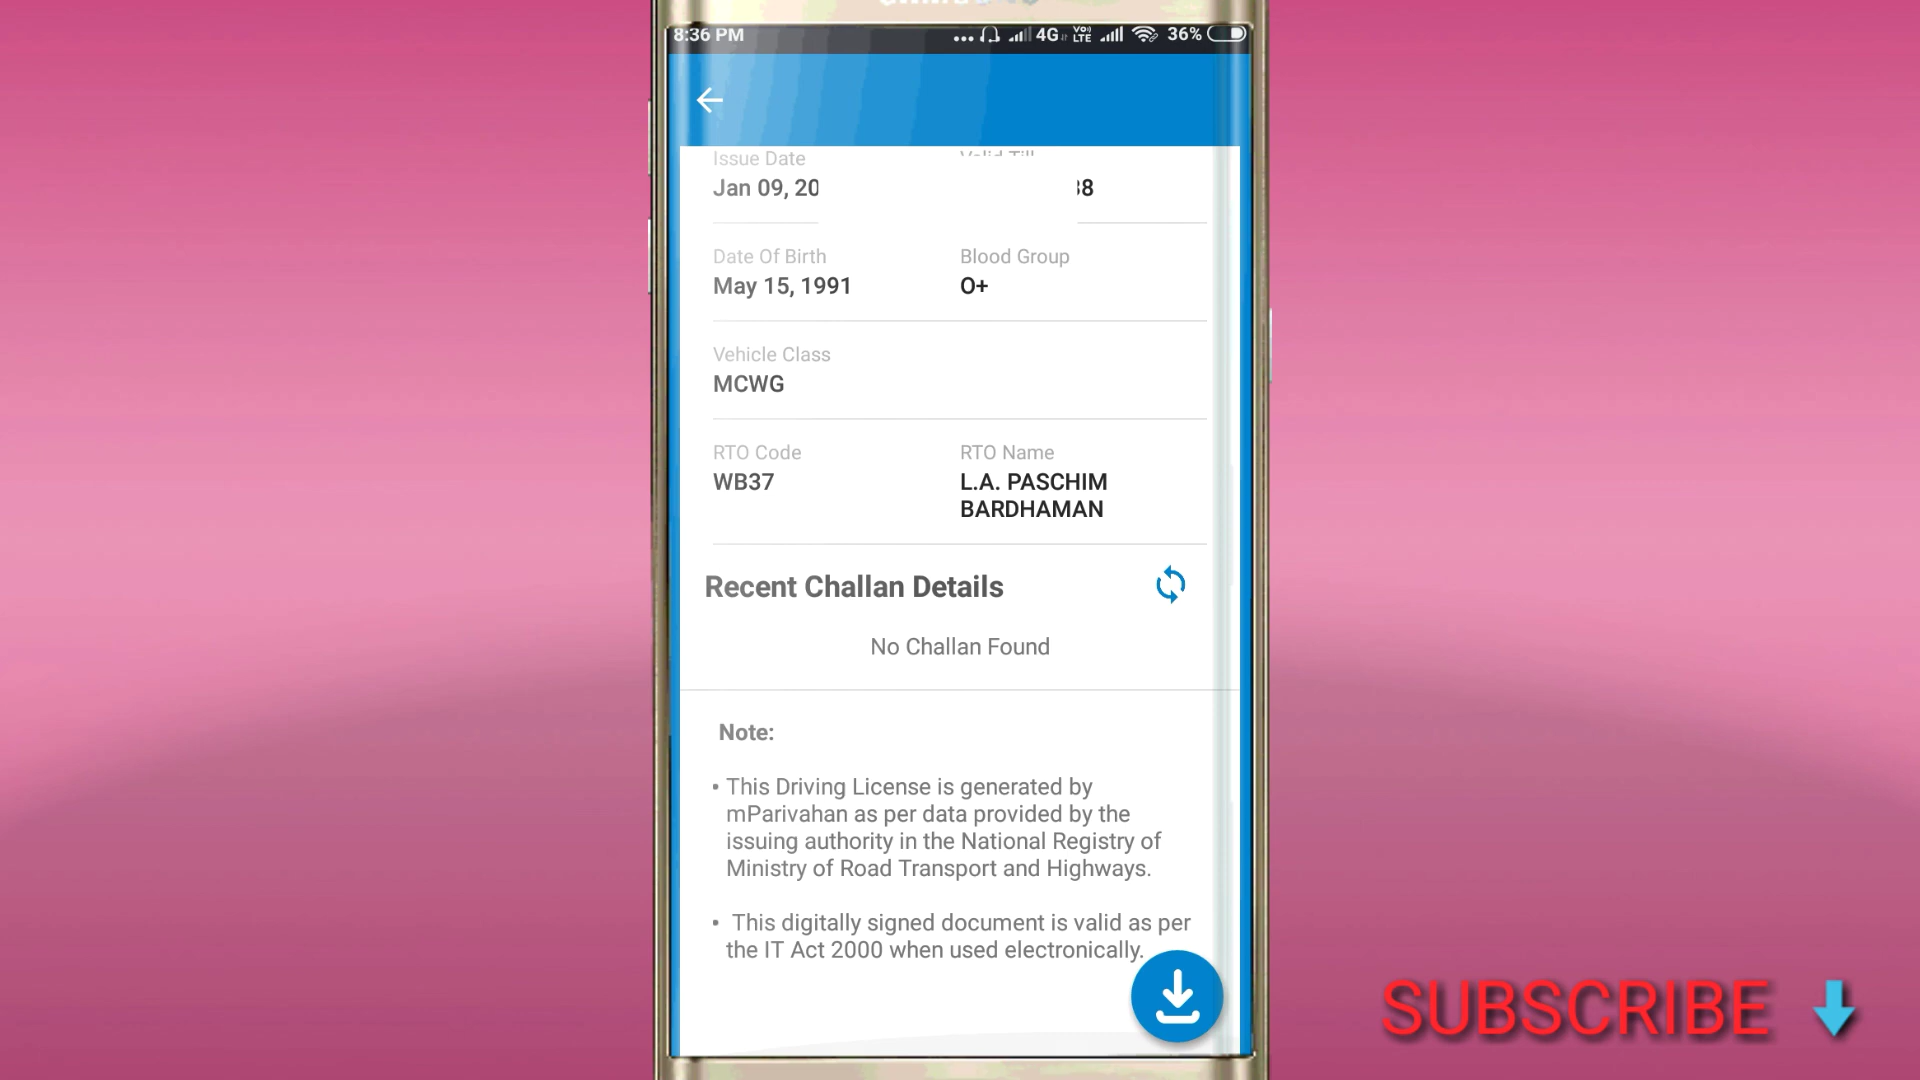 8:36 PM 4G VoLTE 36%
Issue Date
Jan 09, 20 38
Date Of Birth Blood Group
May 15, 1991 O+
Vehicle Class
MCWG
RTO Code RTO Name
WB37 L.A. PASCHIM
BARDHAMAN
Recent Challan Details
No Challan Found
Note:
• This Driving License is generated by
mParivahan as per data provided by the
issuing authority in the National Registry of
Ministry of Road Transport and Highways.
• This digitally signed document is valid as per
the IT Act 2000 when used electronically.
SUBSCRIBE